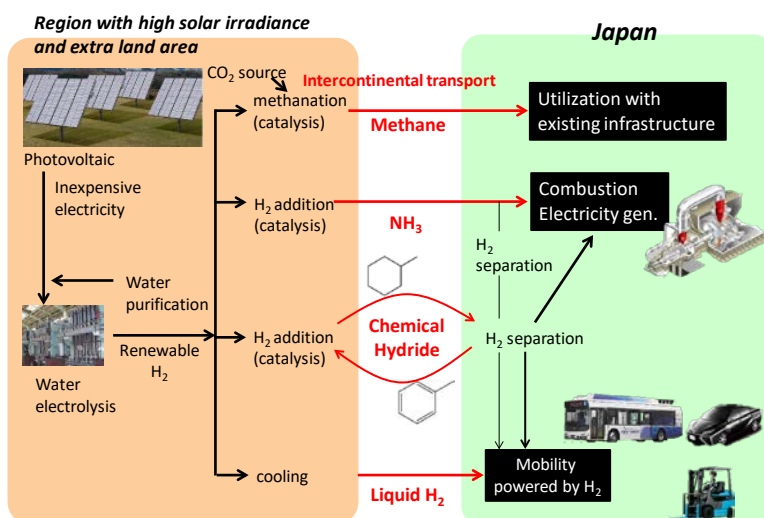 Region with high solar irradiance
and extra land area
Japan
CO₂ source
methanation
(catalysis)
Intercontinental transport
Methane
Utilization with
existing infrastructure
Photovoltaic
Inexpensive
electricity
H₂ addition
(catalysis)
NH₃
Combustion
Electricity gen.
H₂
separation
Water
purification
Renewable
H₂
Water
electrolysis
H₂ addition
(catalysis)
Chemical
Hydride
H₂ separation
cooling
Liquid H₂
Mobility
powered by H₂